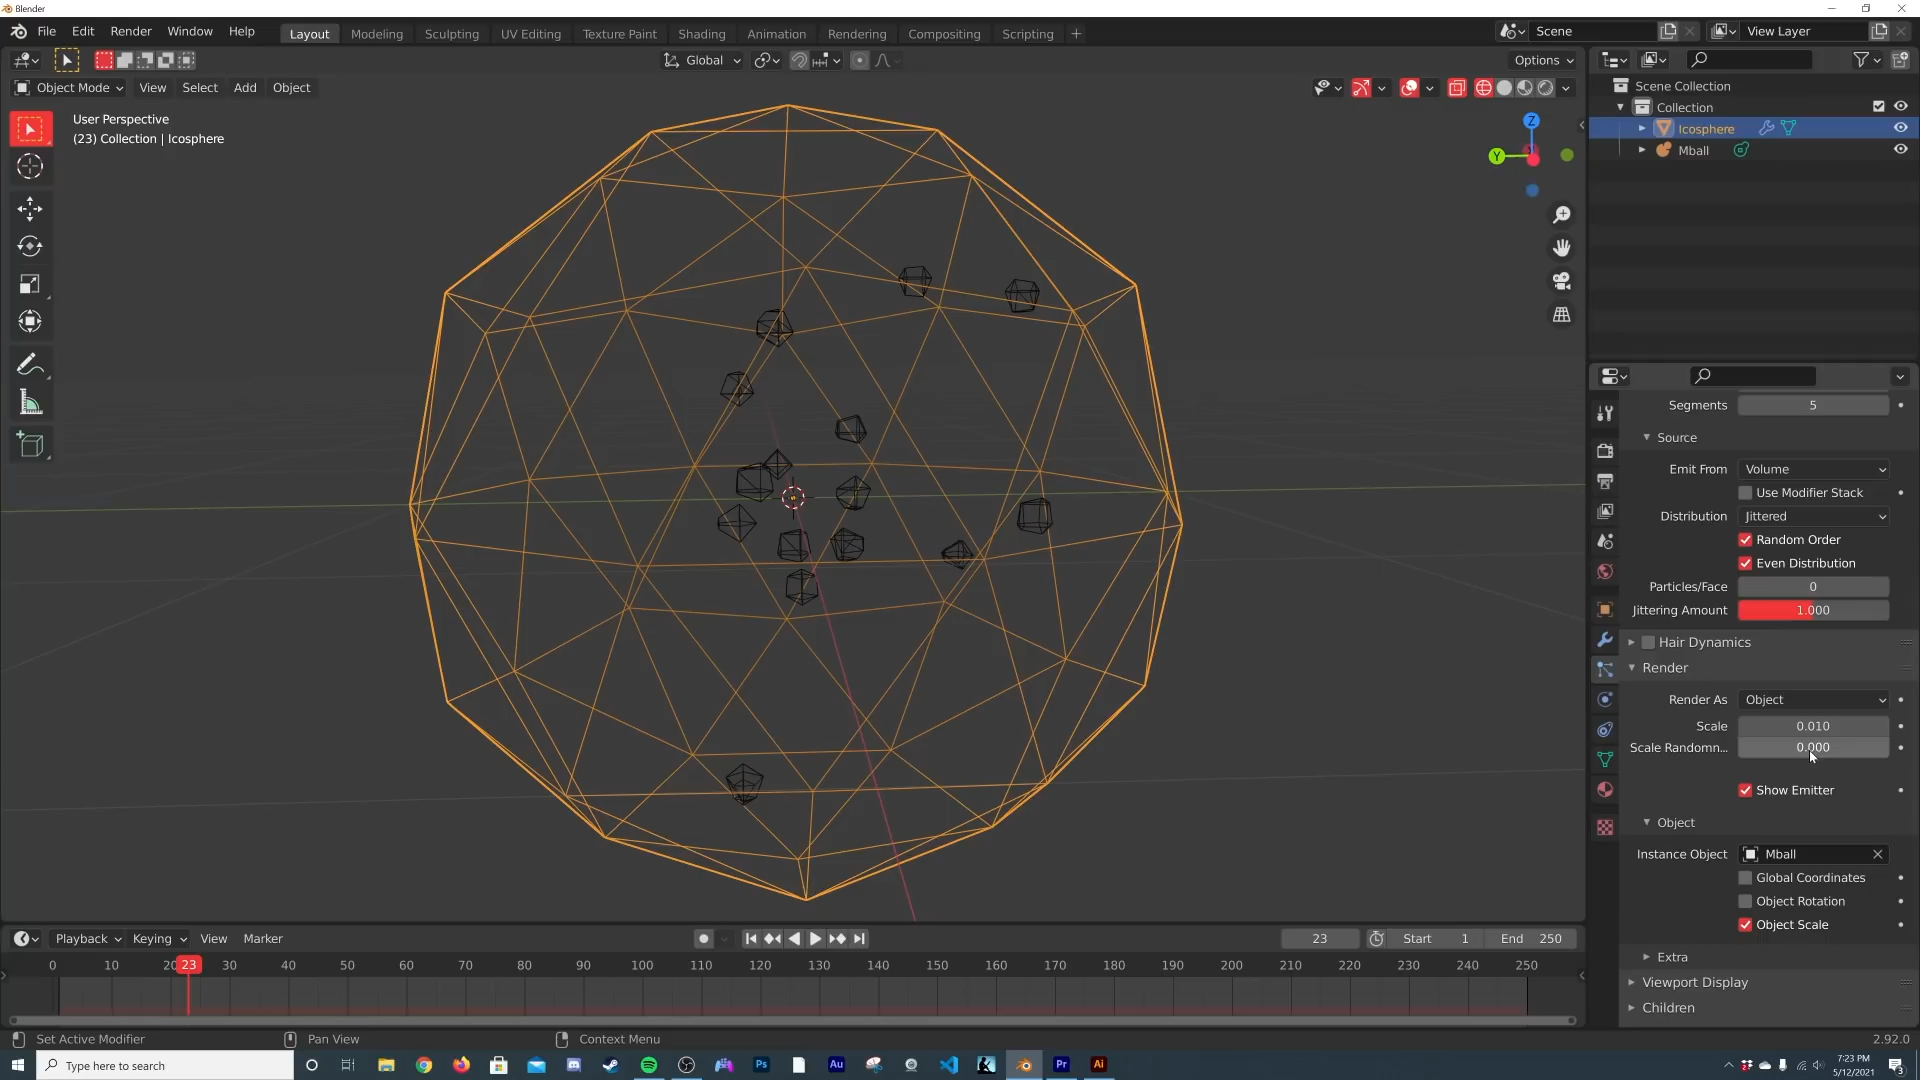 Blender
File Edit Render Window Help
Layout Modeling Sculpting UV Editing Texture Paint Shading Animation Rendering Compositing Scripting +
Scene
View Layer
Global
Options
Object Mode View Select Add Object
User Perspective
(23) Collection | Icosphere
Z
Y
Scene Collection
Collection
Icosphere
Mball
Segments 5
Source
Emit From Volume
Use Modifier Stack
Distribution Jittered
Random Order
Even Distribution
Particles/Face 0
Jittering Amount 1.000
Hair Dynamics
Render
Render As Object
Scale 0.010
Scale Randomn... 0.000
Show Emitter
Object
Instance Object Mball
Global Coordinates
Object Rotation
Object Scale
Extra
Viewport Display
Children
Playback Keying View Marker
23 Start 1 End 250
0 10 20 23 30 40 50 60 70 80 90 100 110 120 130 140 150 160 170 180 190 200 210 220 230 240 250
Set Active Modifier Pan View Context Menu 2.92.0
Type here to search
Ps Au Pr Ai
7:23 PM
5/12/2021
3